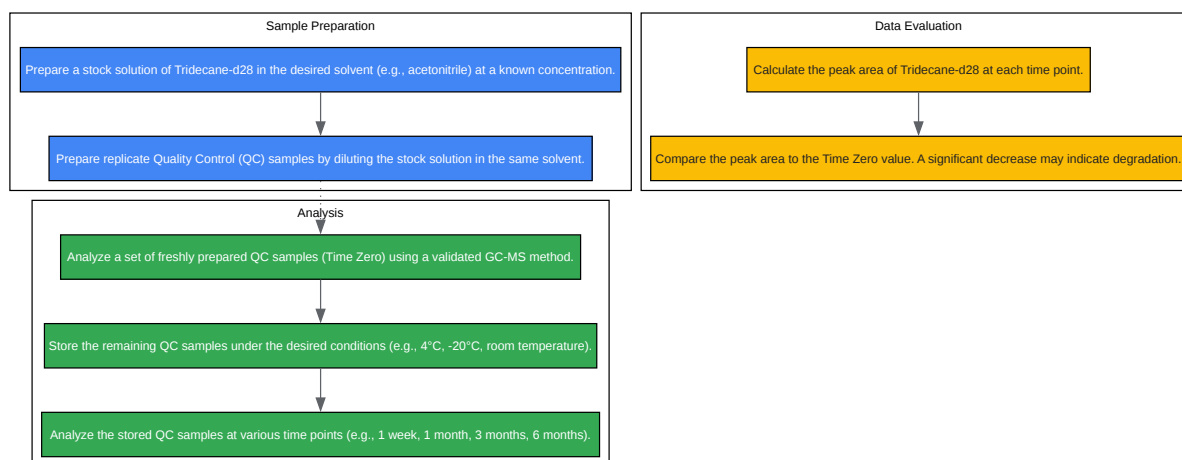 Sample Preparation
Prepare a stock solution of Tridecane-d28 in the desired solvent (e.g., acetonitrile) at a known concentration.
Prepare replicate Quality Control (QC) samples by diluting the stock solution in the same solvent.
Analysis
Analyze a set of freshly prepared QC samples (Time Zero) using a validated GC-MS method.
Store the remaining QC samples under the desired conditions (e.g., 4°C, -20°C, room temperature).
Analyze the stored QC samples at various time points (e.g., 1 week, 1 month, 3 months, 6 months).
Data Evaluation
Calculate the peak area of Tridecane-d28 at each time point.
Compare the peak area to the Time Zero value. A significant decrease may indicate degradation.